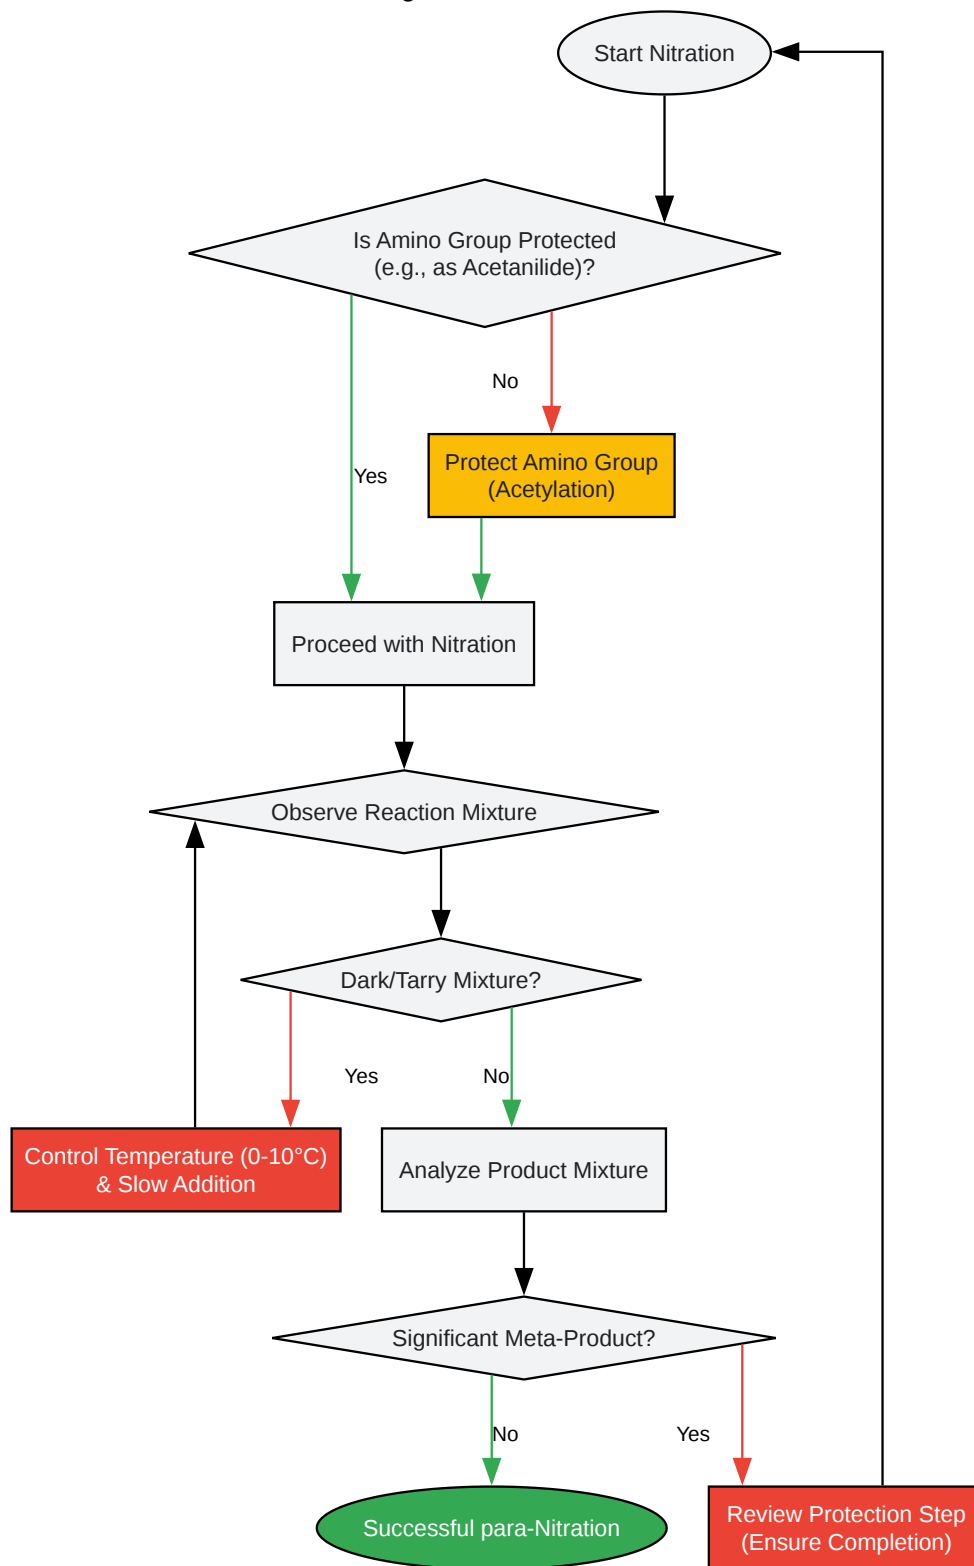 Start Nitration
Is Amino Group Protected
(e.g., as Acetanilide)?
No
Yes
Protect Amino Group
(Acetylation)
Proceed with Nitration
Observe Reaction Mixture
Dark/Tarry Mixture?
Yes
No
Control Temperature (0-10°C)
& Slow Addition
Analyze Product Mixture
Significant Meta-Product?
No
Yes
Successful para-Nitration
Review Protection Step
(Ensure Completion)